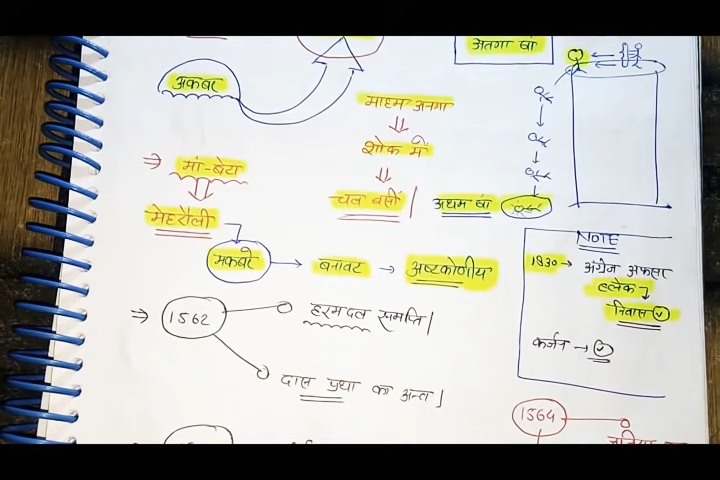 अतगा खां
अकबर
माहम अनगा
शोक में
⇒ मां-बेटा
चल बसीं|
अधम खां
मेहरौली
NOTE
मकबरे → बनावट → अष्टकोणीय
1830 → अंग्रेज अफसर
ब्लेक
निवास
⇒ 1562
हरमदल समाप्ति|
कर्जन →
दास प्रथा का अन्त|
1564